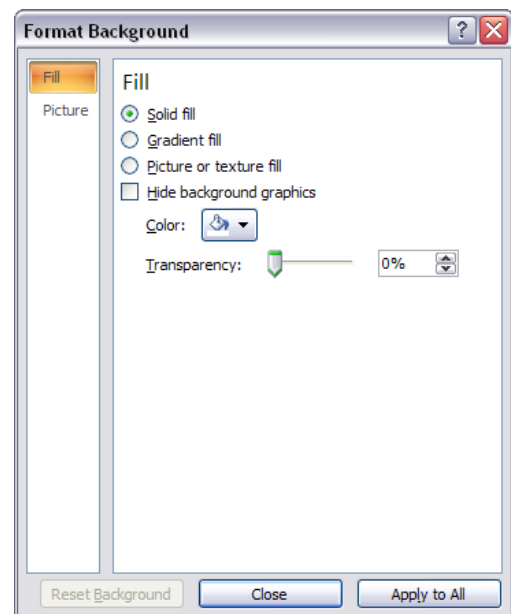 Format Background
?
Fill
Picture
Fill
Solid fill
Gradient fill
Picture or texture fill
Hide background graphics
Color:
Transparency: 0%
Reset Background Close Apply to All